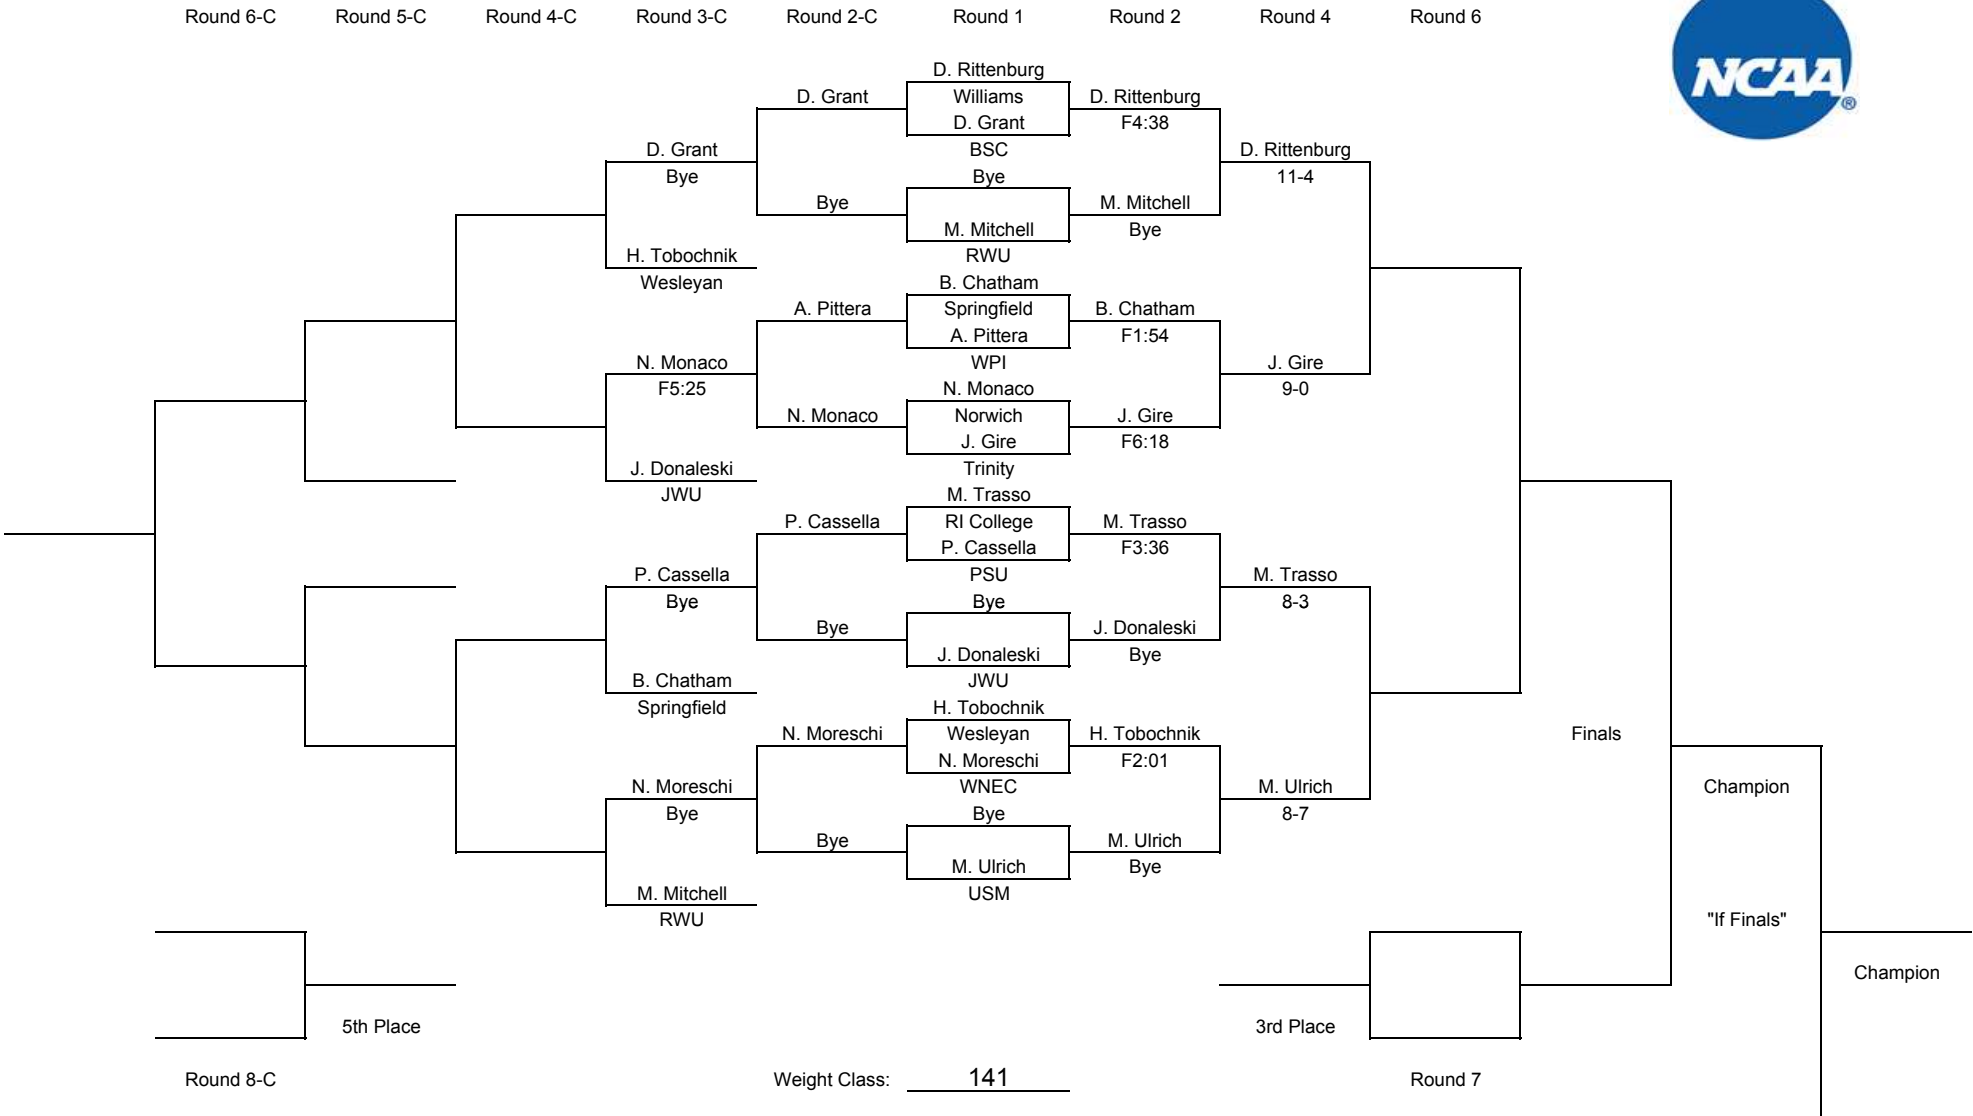 Round 6-C Round 5-C Round 4-C Round 3-C Round 2-C Round 1 Round 2 Round 4 Round 6
NCAA®
D. Rittenburg
D. Grant Williams D. Rittenburg
D. Grant F4:38
D. Grant BSC D. Rittenburg
Bye Bye 11-4
Bye M. Mitchell
M. Mitchell Bye
H. Tobochnik RWU
Wesleyan B. Chatham
A. Pittera Springfield B. Chatham
A. Pittera F1:54
N. Monaco WPI J. Gire
F5:25 N. Monaco 9-0
N. Monaco Norwich J. Gire
J. Gire F6:18
J. Donaleski Trinity
JWU M. Trasso
P. Cassella RI College M. Trasso
P. Cassella F3:36
P. Cassella PSU M. Trasso
Bye Bye 8-3
Bye J. Donaleski
J. Donaleski Bye
B. Chatham JWU
Springfield H. Tobochnik
N. Moreschi Wesleyan H. Tobochnik Finals
N. Moreschi F2:01
N. Moreschi WNEC M. Ulrich Champion
Bye Bye 8-7
Bye M. Ulrich
M. Ulrich Bye
M. Mitchell USM
RWU "If Finals"
Champion
5th Place 3rd Place
Round 8-C Weight Class: 141 Round 7